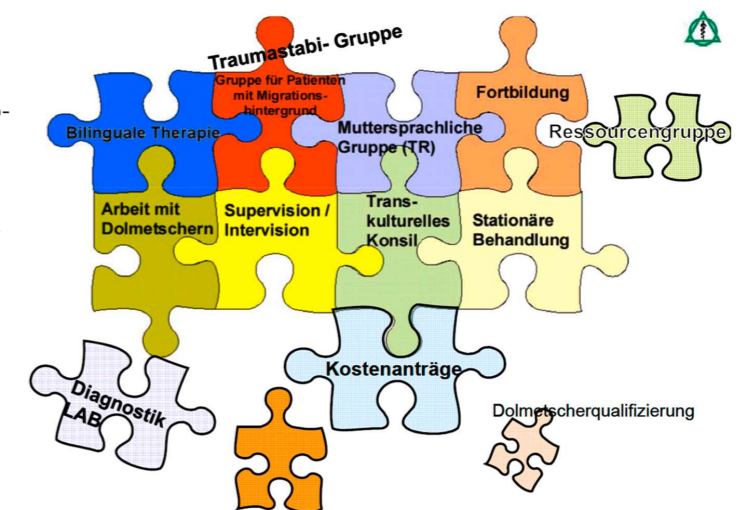 Traumastabi- Gruppe
Gruppe für Patienten
mit Migrations-
hintergrund
Fortbildung
Bilinguale Therapie
Muttersprachliche
Gruppe (TR)
Ressourcengruppe
Arbeit mit
Dolmetschern
Supervision /
Intervision
Trans-
kulturelles
Konsil
Stationäre
Behandlung
Kostenanträge
Diagnostik
LAB
Dolmetscherqualifizierung